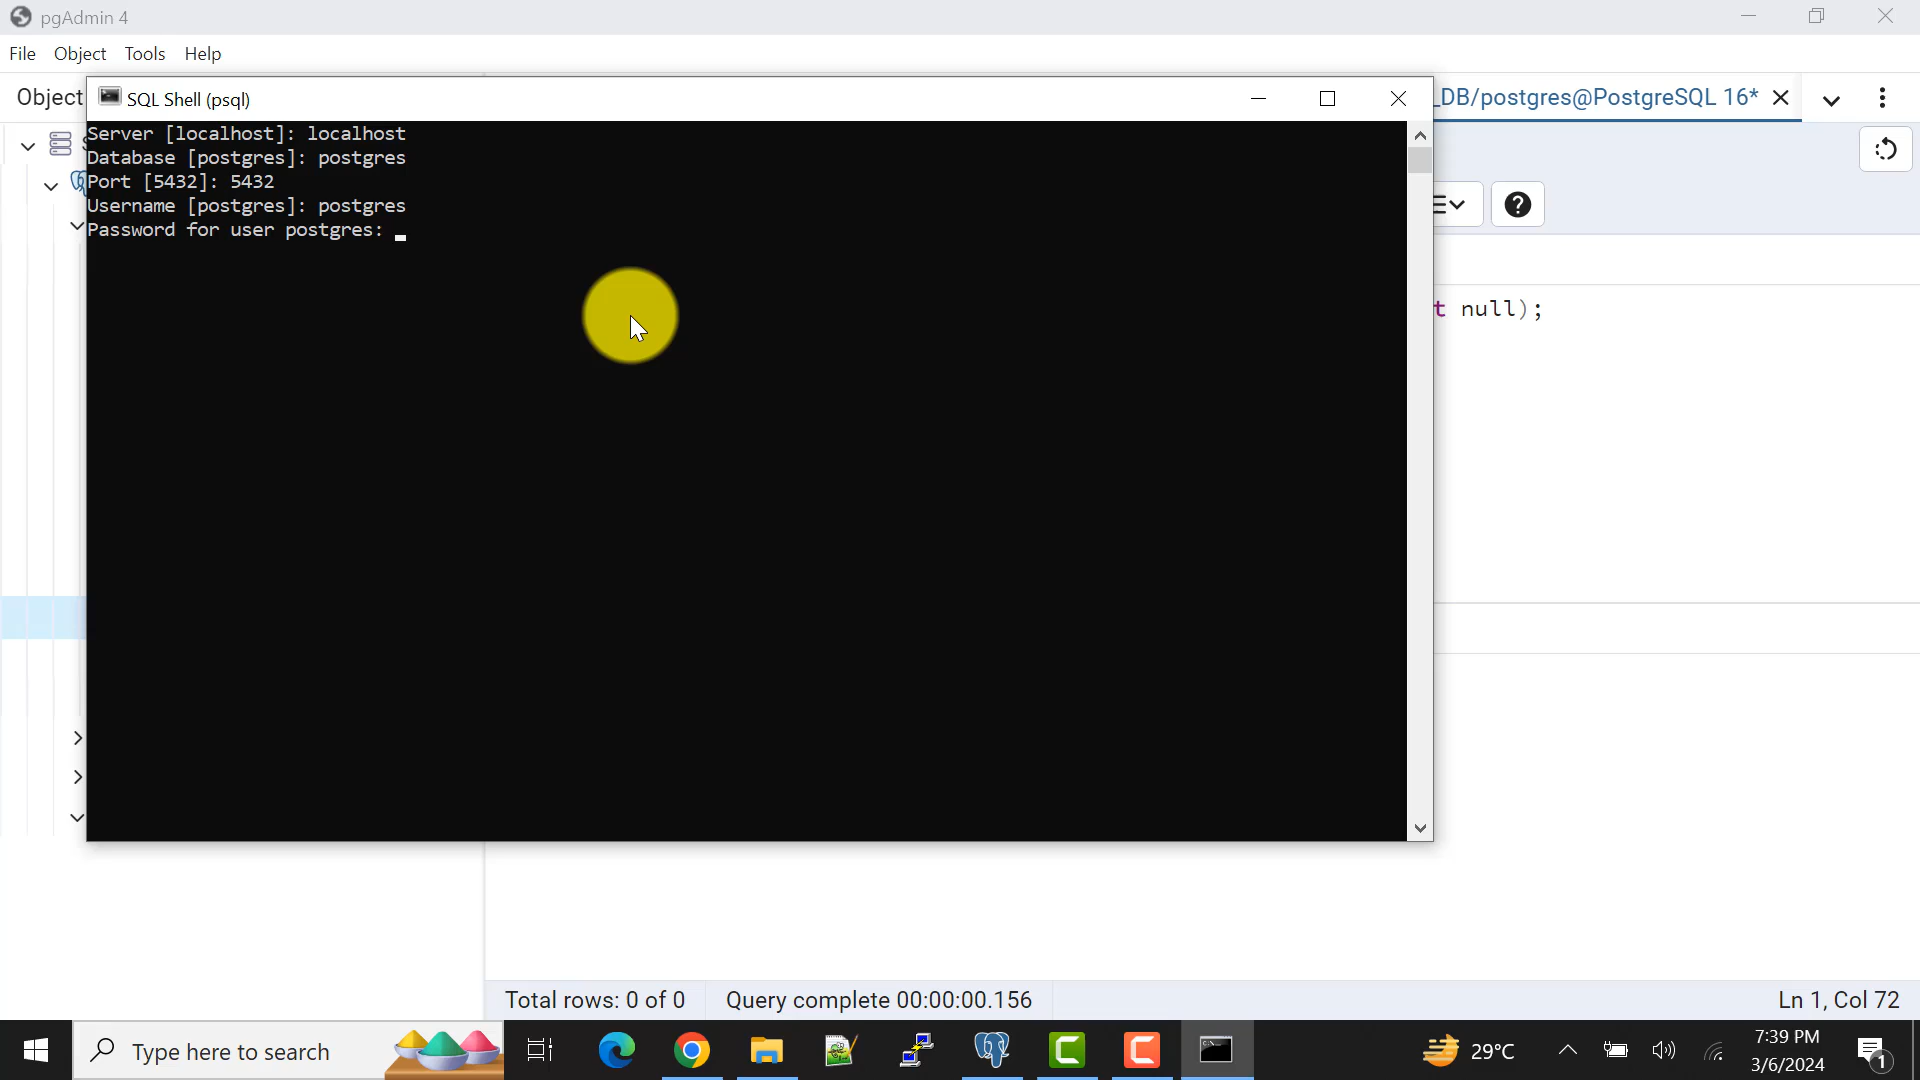 pgAdmin 4
File Object Tools Help
Object
SQL Shell (psql)
_DB/postgres@PostgreSQL 16*
Server [localhost]: localhost
Database [postgres]: postgres
Port [5432]: 5432
Username [postgres]: postgres
Password for user postgres:
t null);
Total rows: 0 of 0
Query complete 00:00:00.156
Ln 1, Col 72
Type here to search
29°C
7:39 PM
3/6/2024
1